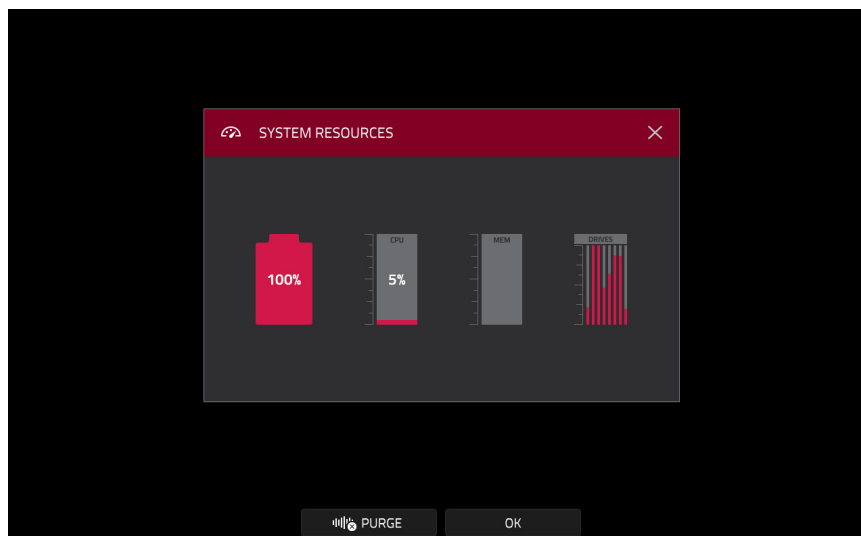 SYSTEM RESOURCES
CPU
MEM
DRIVES
100%
5%
PURGE
OK